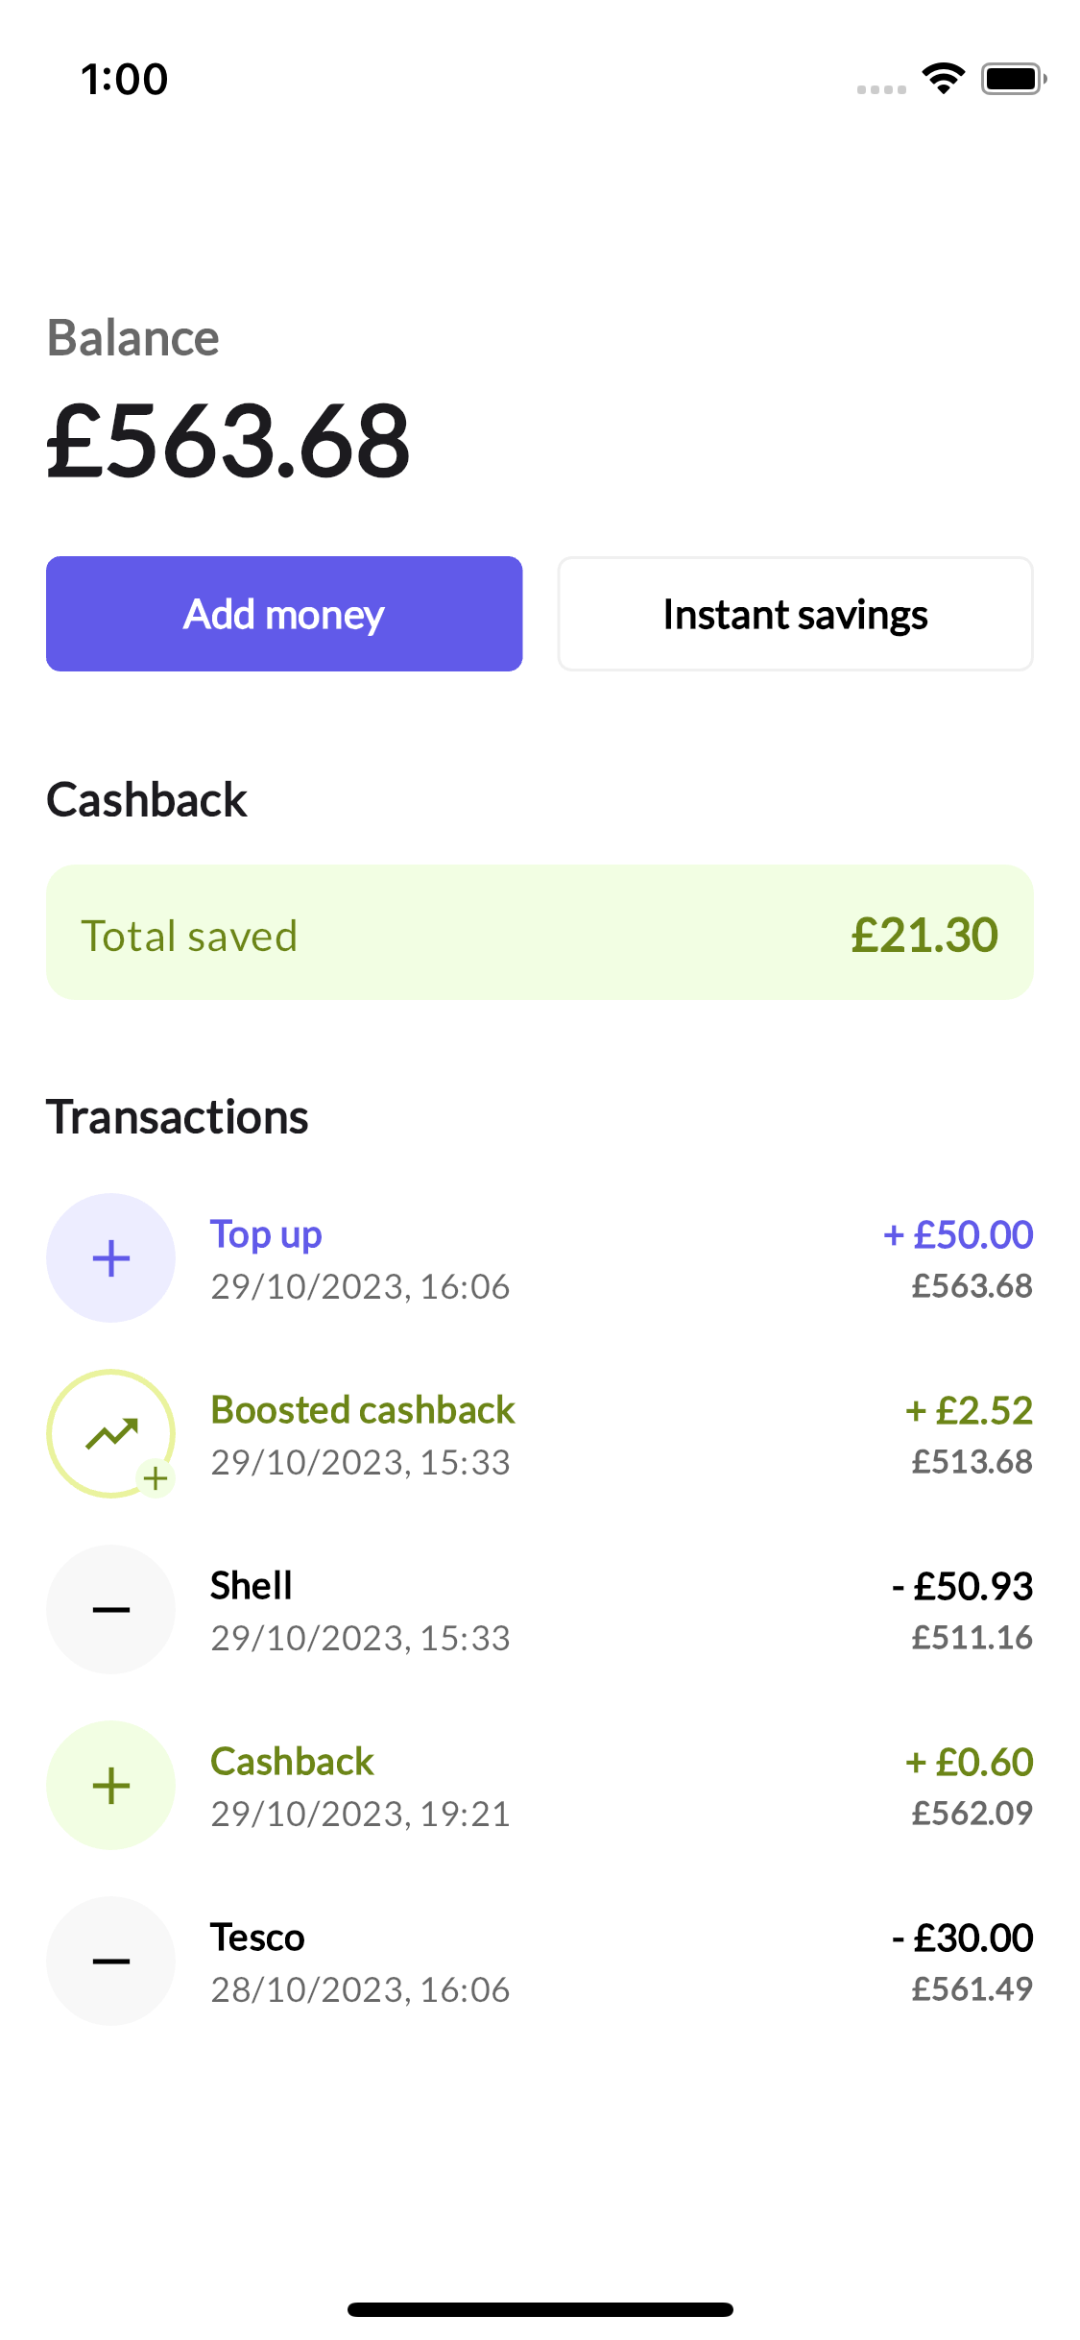 1:00
Balance
£563.68
Add money
Instant savings
Cashback
Total saved £21.30
Transactions
Top up + £50.00
29/10/2023, 16:06 £563.68
Boosted cashback + £2.52
29/10/2023, 15:33 £513.68
Shell - £50.93
29/10/2023, 15:33 £511.16
Cashback + £0.60
29/10/2023, 19:21 £562.09
Tesco - £30.00
28/10/2023, 16:06 £561.49